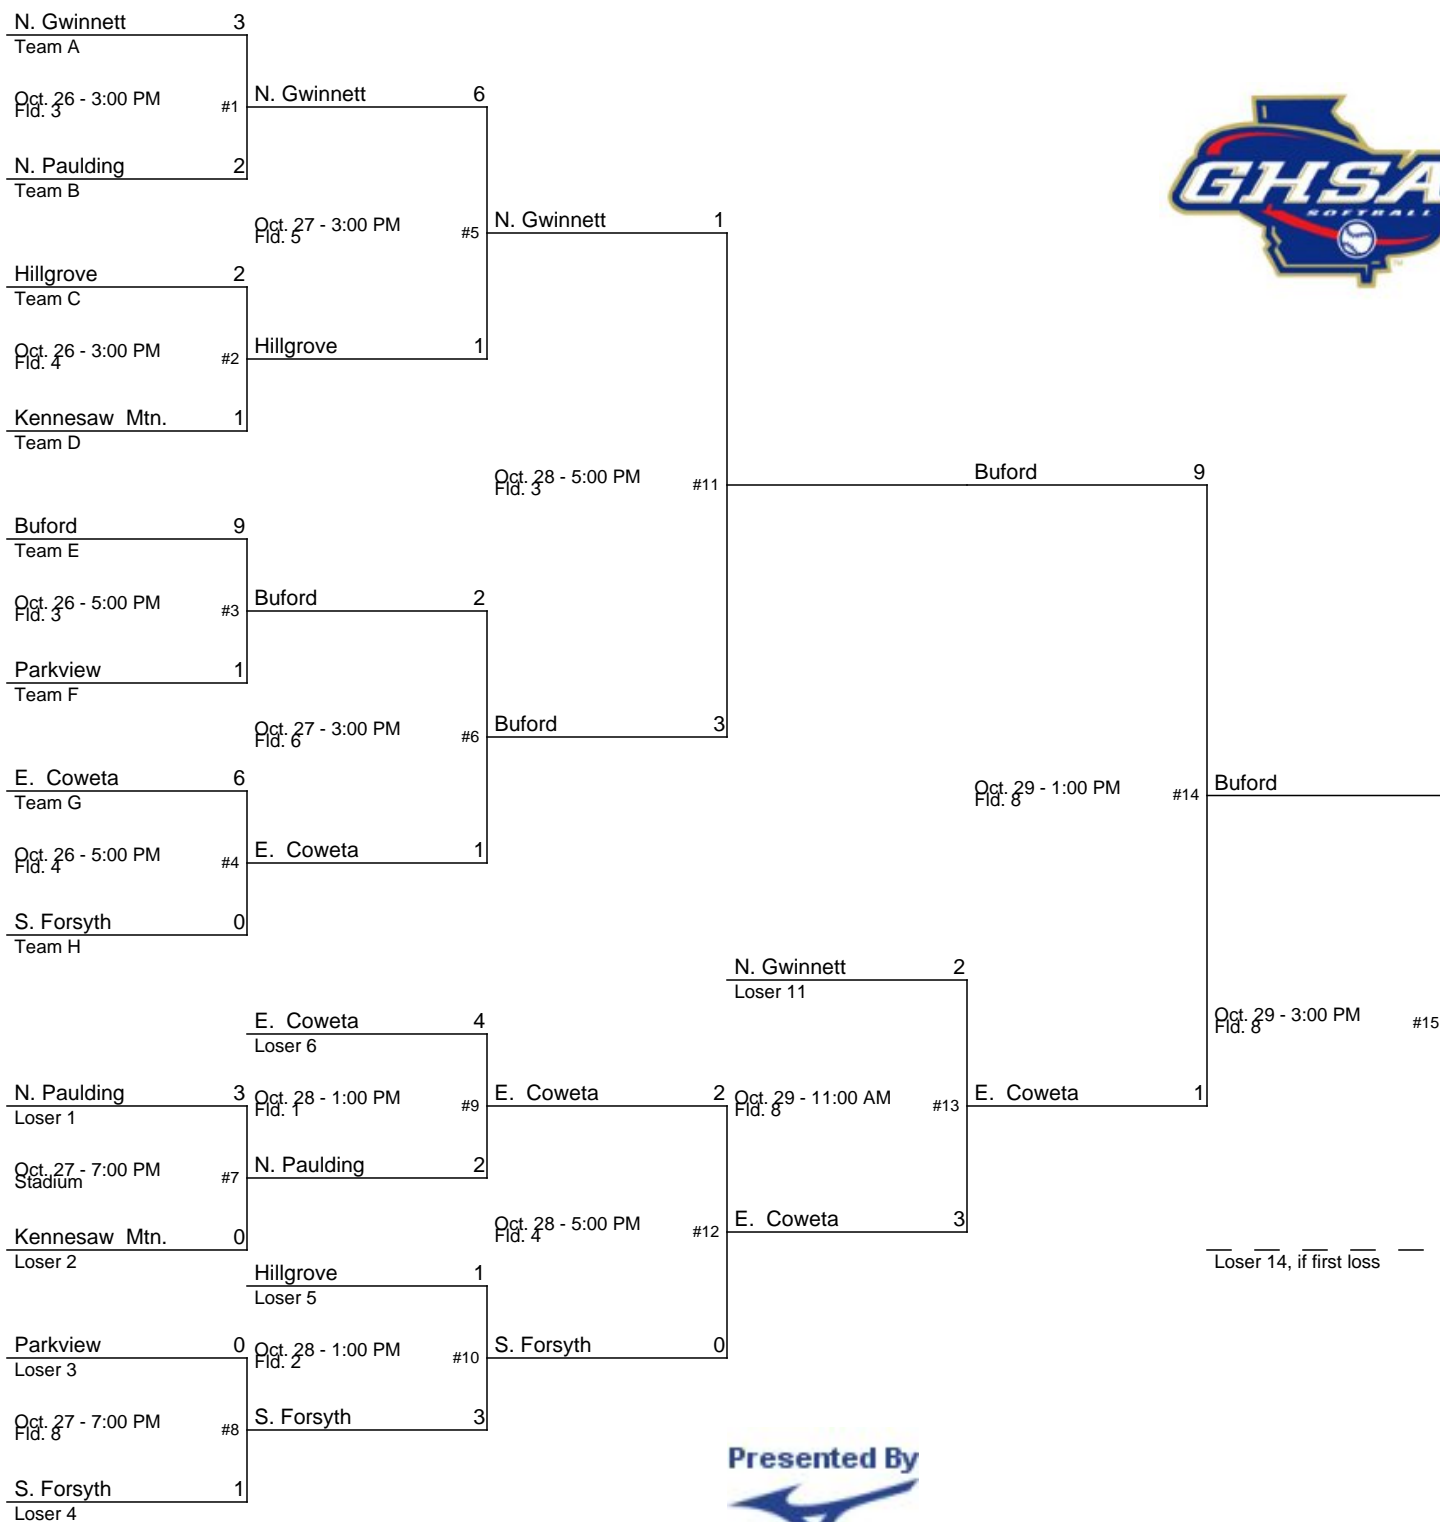 N. Gwinnett 3
Team A
Oct. 26 - 3:00 PM
Fld. 3
#1
N. Gwinnett 6
N. Paulding 2
Team B
Oct. 27 - 3:00 PM
Fld. 5
#5
N. Gwinnett 1
Hillgrove 2
Team C
Oct. 26 - 3:00 PM
Fld. 4
#2
Hillgrove 1
Kennesaw Mtn. 1
Team D
GHSA
SOFTBALL
TM
Oct. 28 - 5:00 PM
Fld. 3
#11
Buford 9
Buford 9
Team E
Oct. 26 - 5:00 PM
Fld. 3
#3
Buford 2
Parkview 1
Team F
Oct. 27 - 3:00 PM
Fld. 6
#6
Buford 3
E. Coweta 6
Team G
Oct. 26 - 5:00 PM
Fld. 4
#4
E. Coweta 1
S. Forsyth 0
Team H
Oct. 29 - 1:00 PM
Fld. 8
#14
Buford
N. Gwinnett 2
Loser 11
E. Coweta 4
Loser 6
Oct. 29 - 3:00 PM
Fld. 8
#15
N. Paulding 3
Loser 1
Oct. 28 - 1:00 PM
Fld. 1
#9
E. Coweta 2
Oct. 29 - 11:00 AM
Fld. 8
#13
E. Coweta 1
Oct. 27 - 7:00 PM
Stadium
#7
N. Paulding 2
Kennesaw Mtn. 0
Loser 2
Oct. 28 - 5:00 PM
Fld. 4
#12
E. Coweta 3
Loser 14, if first loss
Hillgrove 1
Loser 5
Parkview 0
Loser 3
Oct. 28 - 1:00 PM
Fld. 2
#10
S. Forsyth 0
Oct. 27 - 7:00 PM
Fld. 8
#8
S. Forsyth 3
S. Forsyth 1
Loser 4
Presented By